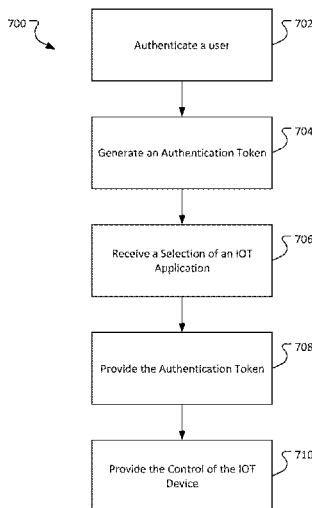 700
702
Authenticate a user
704
Generate an Authentication Token
706
Receive a Selection of an IOT
Application
708
Provide the Authentication Token
710
Provide the Control of the IOT
Device